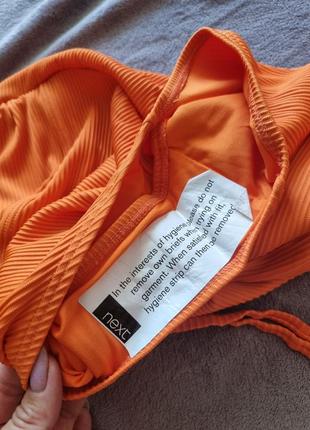 In the interests of hygiene please do not
remove own briefs when trying on
garment. When satisfied with fit,
hygiene strip can then be removed
next